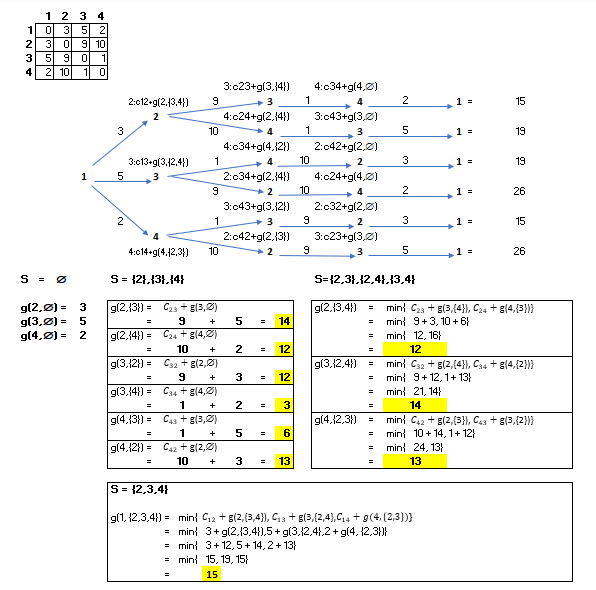 1 2 3 4
1 0 3 5 2
2 3 0 9 10
3 5 9 0 1
4 2 10 1 0
3:c23+g(3,{4}) 4:c34+g(4,∅)
2:c12+g(2,{3,4}) 9 3 1 4 2 1 = 15
2 4:c24+g(2,{4}) 3:c43+g(3,∅)
3 10 4 1 3 5 1 = 19
4:c34+g(4,{2}) 2:c42+g(2,∅)
3:c13+g(3,{2,4}) 1 4 10 2 3 1 = 19
1 5 3 2:c34+g(2,{4}) 4:c24+g(4,∅)
9 2 10 4 2 1 = 26
3:c43+g(3,{2}) 2:c32+g(2,∅)
2 1 3 9 2 3 1 = 15
4 2:c42+g(2,{3}) 3:c23+g(3,∅)
4:c14+g(4,{2,3}) 10 2 9 3 5 1 = 26
S = ∅ S = {2},{3},{4} S={2,3},{2,4},{3,4}
g(2,∅) = 3 g(2,{3}) = C23 + g(3,∅) g(2,{3,4}) = min{ C23 + g(3,{4}), C24 + g(4,{3})}
g(3,∅) = 5 = 9 + 5 = 14 = min{ 9 + 3, 10 + 6}
g(4,∅) = 2 g(2,{4}) = C24 + g(4,∅) = min{ 12, 16}
= 10 + 2 = 12 = 12
g(3,{2}) = C32 + g(2,∅) g(3,{2,4}) = min{ C32 + g(2,{4}), C34 + g(4,{2})}
= 9 + 3 = 12 = min{ 9 + 12, 1 + 13}
g(3,{4}) = C34 + g(4,∅) = min{ 21, 14}
= 1 + 2 = 3 = 14
g(4,{3}) = C43 + g(3,∅) g(4,{2,3}) = min{ C42 + g(2,{3}), C43 + g(3,{2})}
= 1 + 5 = 6 = min{ 10 + 14, 1 + 12}
g(4,{2}) = C42 + g(2,∅) = min{ 24, 13}
= 10 + 3 = 13 = 13
S = {2,3,4}
g(1,{2,3,4}) = min{ C12 + g(2,{3,4}), C13 + g(3,{2,4},C14 + g(4,{2,3})}
= min{ 3 + g(2,{3,4}),5 + g(3,{2,4},2 + g(4, {2,3})}
= min{ 3 + 12, 5 + 14, 2 + 13}
= min{ 15, 19, 15}
= 15